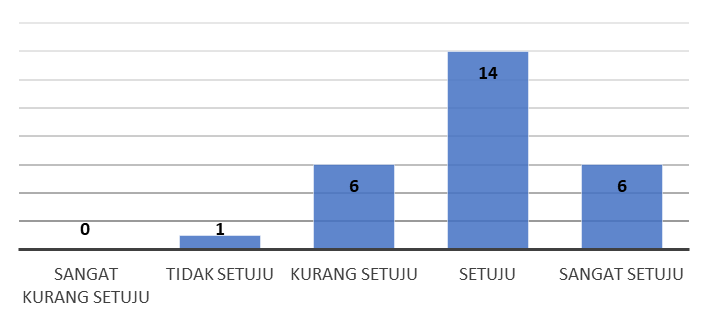 14
6
6
0
1
SANGAT
KURANG SETUJU
TIDAK SETUJU
KURANG SETUJU
SETUJU
SANGAT SETUJU